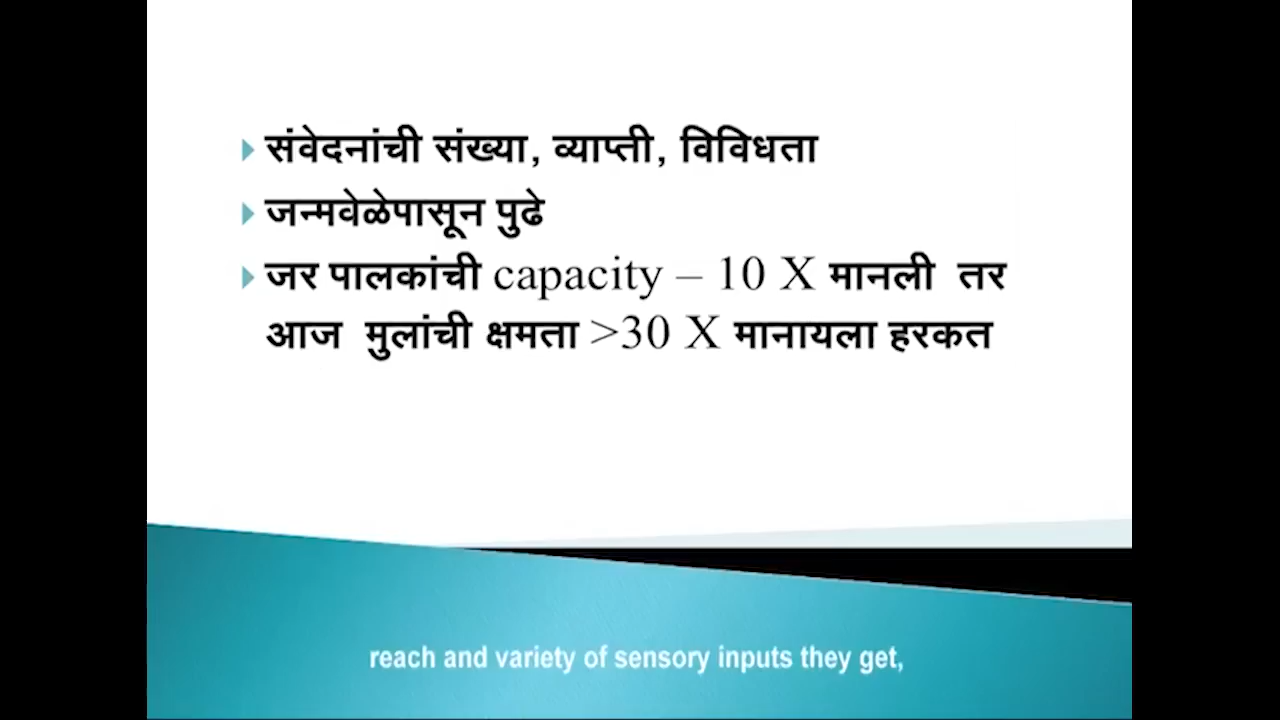 संवेदनांची संख्या, व्याप्ती, विविधता
जन्मवेळेपासून पुढे
जर पालकांची capacity – 10 X मानली तर
आज मुलांची क्षमता >30 X मानायला हरकत
reach and variety of sensory inputs they get,